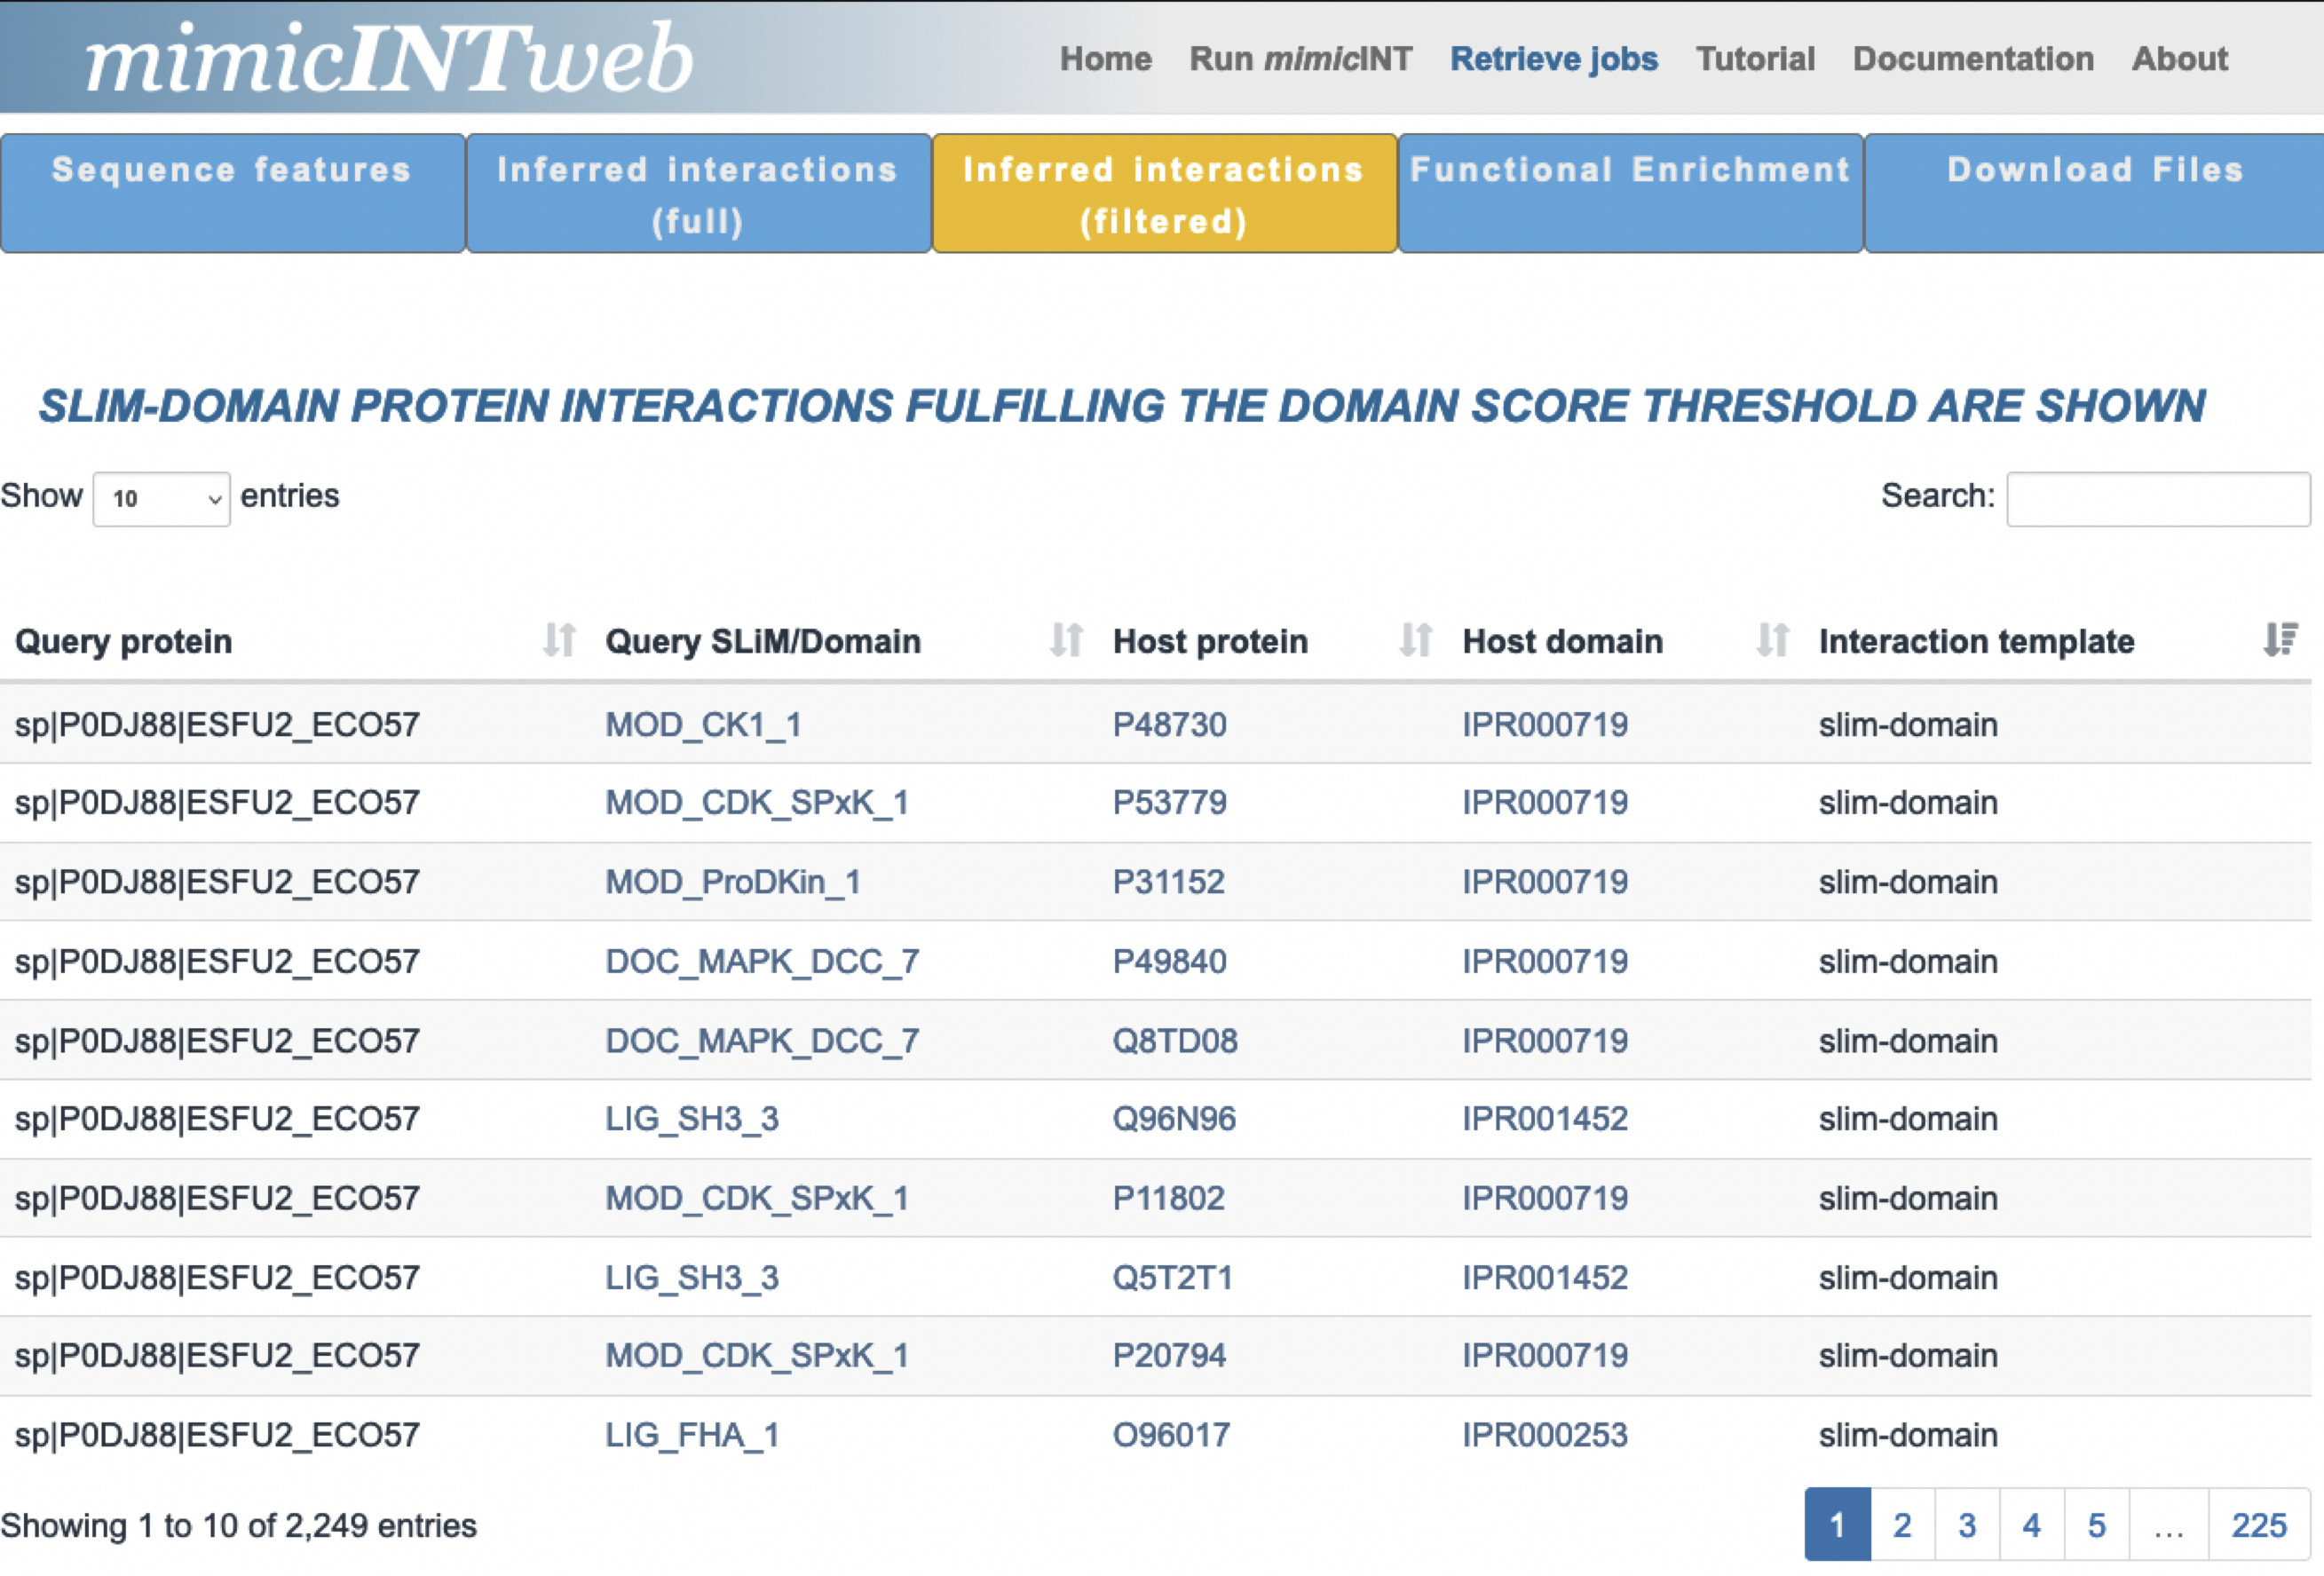 mimicINTweb
Home Run mimicINT Retrieve jobs Tutorial Documentation About
Sequence features
Inferred interactions
(full)
Inferred interactions
(filtered)
Functional Enrichment
Download Files
SLIM-DOMAIN PROTEIN INTERACTIONS FULFILLING THE DOMAIN SCORE THRESHOLD ARE SHOWN
Show 10 entries
Search:
Query protein Query SLiM/Domain Host protein Host domain Interaction template
sp|P0DJ88|ESFU2_ECO57 MOD_CK1_1 P48730 IPR000719 slim-domain
sp|P0DJ88|ESFU2_ECO57 MOD_CDK_SPxK_1 P53779 IPR000719 slim-domain
sp|P0DJ88|ESFU2_ECO57 MOD_ProDKin_1 P31152 IPR000719 slim-domain
sp|P0DJ88|ESFU2_ECO57 DOC_MAPK_DCC_7 P49840 IPR000719 slim-domain
sp|P0DJ88|ESFU2_ECO57 DOC_MAPK_DCC_7 Q8TD08 IPR000719 slim-domain
sp|P0DJ88|ESFU2_ECO57 LIG_SH3_3 Q96N96 IPR001452 slim-domain
sp|P0DJ88|ESFU2_ECO57 MOD_CDK_SPxK_1 P11802 IPR000719 slim-domain
sp|P0DJ88|ESFU2_ECO57 LIG_SH3_3 Q5T2T1 IPR001452 slim-domain
sp|P0DJ88|ESFU2_ECO57 MOD_CDK_SPxK_1 P20794 IPR000719 slim-domain
sp|P0DJ88|ESFU2_ECO57 LIG_FHA_1 O96017 IPR000253 slim-domain
Showing 1 to 10 of 2,249 entries
1 2 3 4 5 … 225